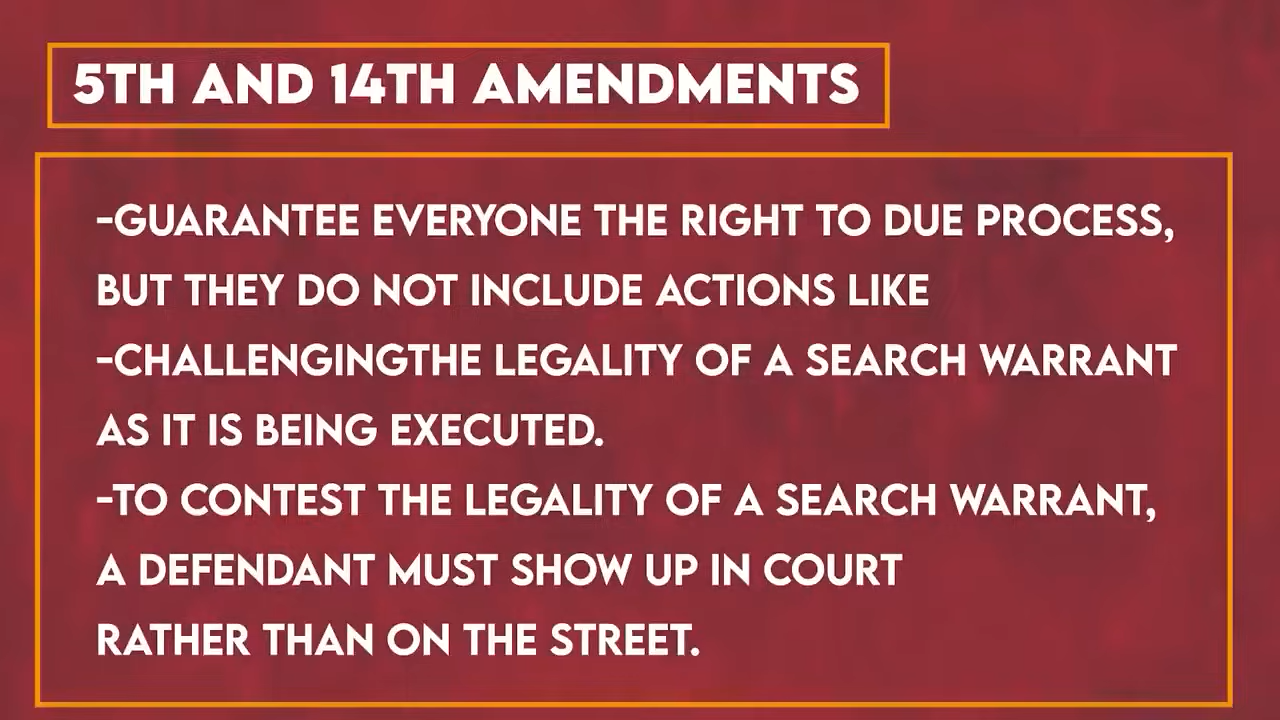 5TH AND 14TH AMENDMENTS
-GUARANTEE EVERYONE THE RIGHT TO DUE PROCESS,
BUT THEY DO NOT INCLUDE ACTIONS LIKE
-CHALLENGINGTHE LEGALITY OF A SEARCH WARRANT
AS IT IS BEING EXECUTED.
-TO CONTEST THE LEGALITY OF A SEARCH WARRANT,
A DEFENDANT MUST SHOW UP IN COURT
RATHER THAN ON THE STREET.